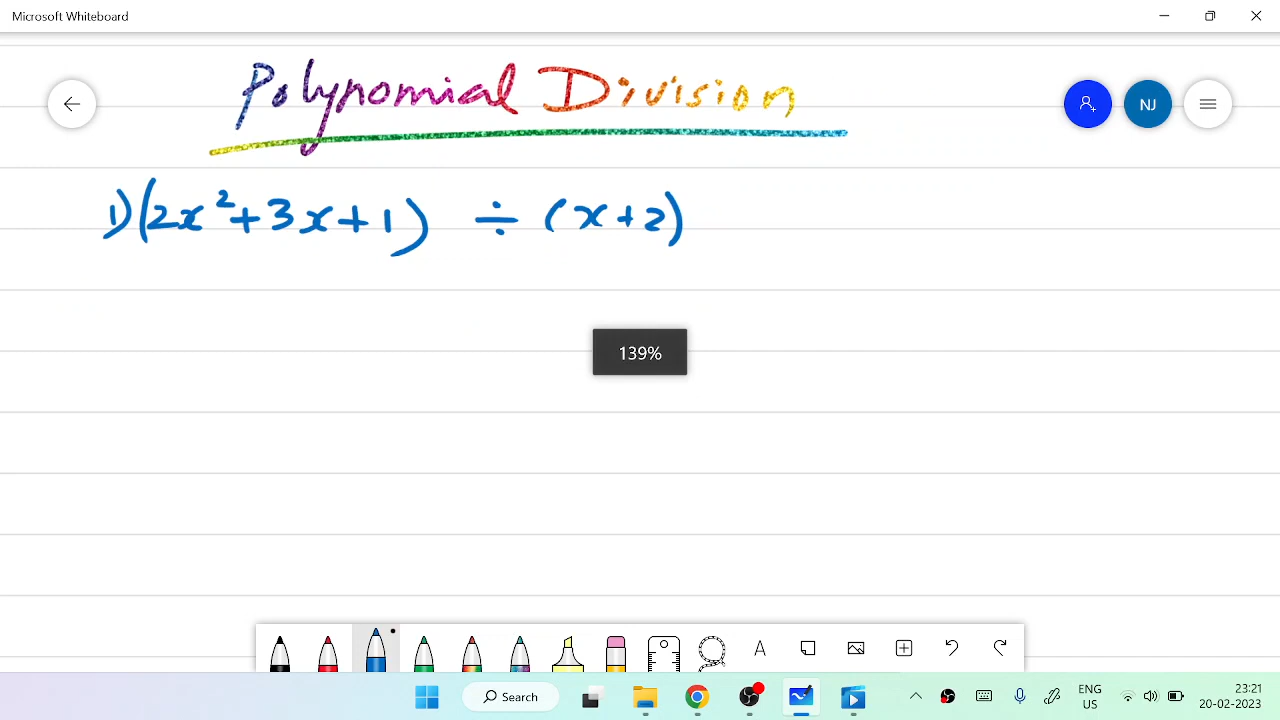 Microsoft Whiteboard
Polynomial Division
NJ
1) (2x²+3x+1) ÷ (x+2)
139%
A
Search
ENG
US
23:21
20-02-2023